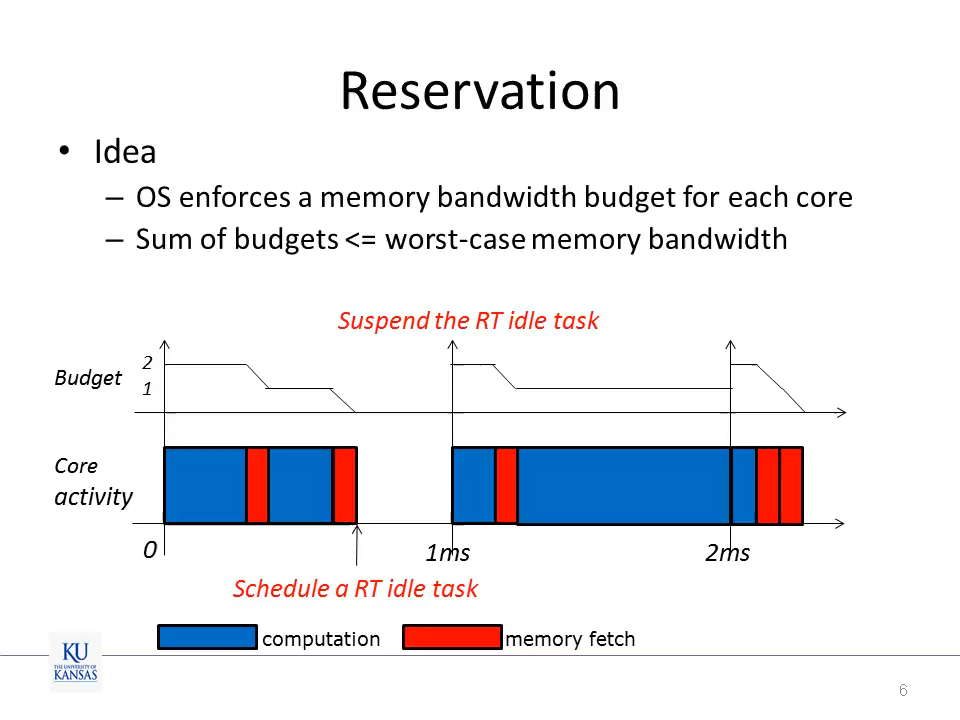 Reservation
• Idea
– OS enforces a memory bandwidth budget for each core
– Sum of budgets <= worst-case memory bandwidth
Suspend the RT idle task
Budget
2
1
Core
activity
0
1ms
2ms
Schedule a RT idle task
computation
memory fetch
KU
THE UNIVERSITY OF
KANSAS
6